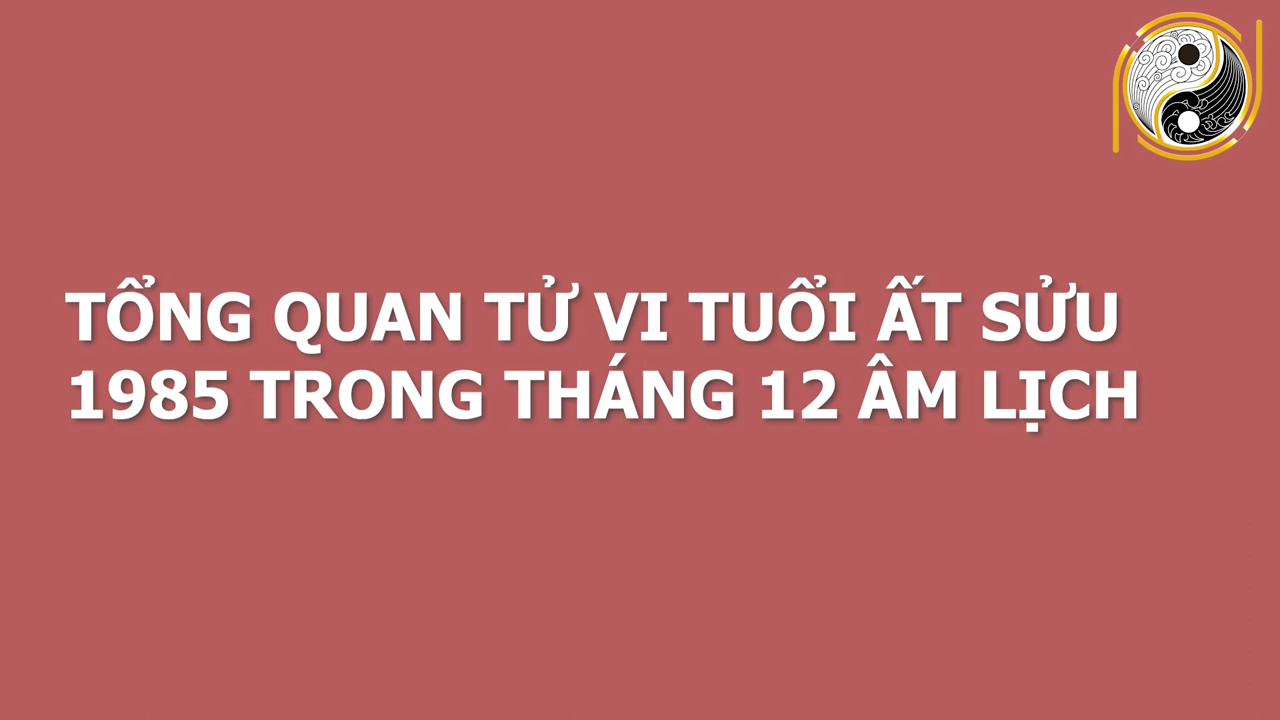 TỔNG QUAN TỬ VI TUỔI ẤT SỬU
1985 TRONG THÁNG 12 ÂM LỊCH